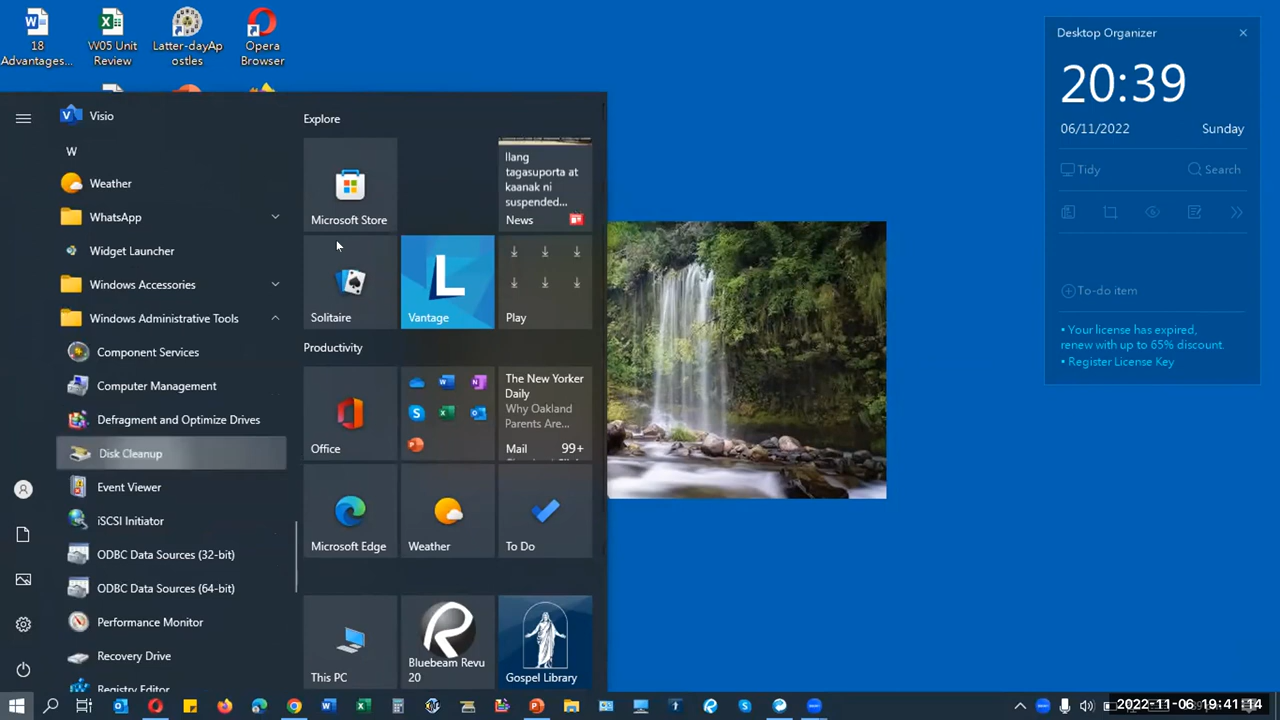 18
Advantages...
W05 Unit
Review
Latter-dayAp
ostles
Opera
Browser
Visio
W
Weather
WhatsApp
Widget Launcher
Windows Accessories
Windows Administrative Tools
Component Services
Computer Management
Defragment and Optimize Drives
Disk Cleanup
Event Viewer
iSCSI Initiator
ODBC Data Sources (32-bit)
ODBC Data Sources (64-bit)
Performance Monitor
Recovery Drive
Registry Editor
Explore
Microsoft Store
Ilang
tagasuporta at
kaanak ni
suspended...
News
Solitaire
L
Vantage
Play
Productivity
Office
The New Yorker
Daily
Why Oakland
Parents Are...
Mail 99+
Microsoft Edge
Weather
To Do
This PC
Bluebeam Revu
20
Gospel Library
Desktop Organizer
20:39
06/11/2022 Sunday
Tidy Search
To-do item
• Your license has expired,
renew with up to 65% discount.
• Register License Key
2022-11-06 19:41:14